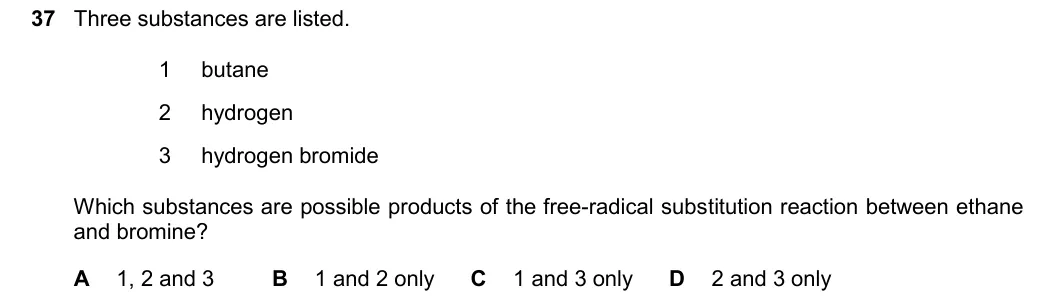 37 Three substances are listed.
1 butane
2 hydrogen
3 hydrogen bromide
Which substances are possible products of the free-radical substitution reaction between ethane
and bromine?
A 1, 2 and 3 B 1 and 2 only C 1 and 3 only D 2 and 3 only